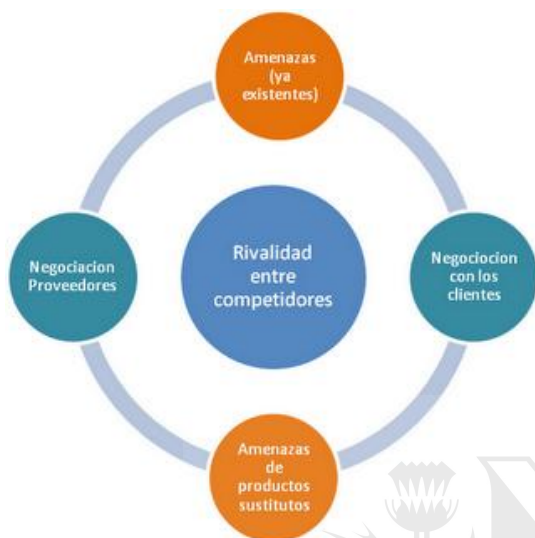 Amenazas
(ya
existentes)
Negociacion
Proveedores
Rivalidad
entre
competidores
Negociocion
con los
clientes
Amenazas
de
productos
sustitutos